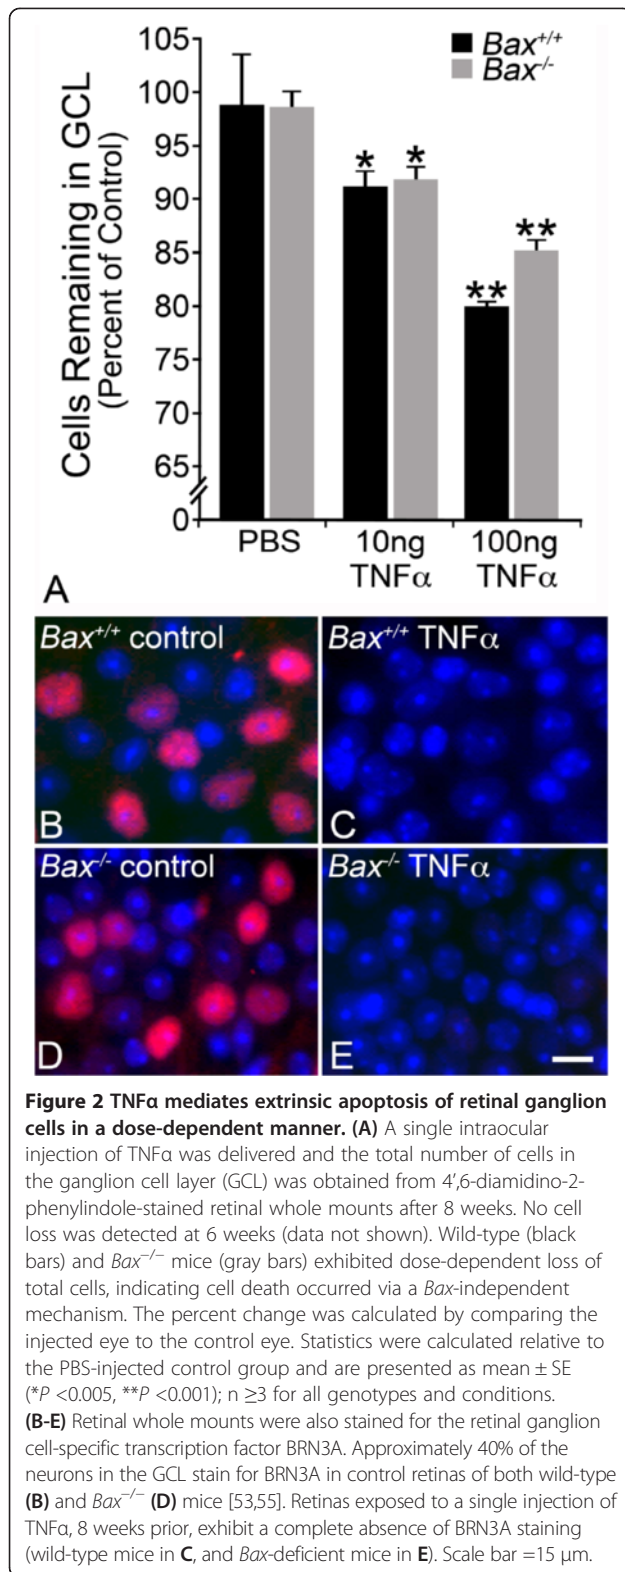 105
100
95
90
85
80
75
70
65
0
Cells Remaining in GCL
(Percent of Control)
Bax+/+
Bax-/-
* *
** **
PBS 10ng TNFα 100ng TNFα
A
Bax+/+ control
B
Bax+/+ TNFα
C
Bax-/- control
D
Bax-/- TNFα
E
Figure 2 TNFα mediates extrinsic apoptosis of retinal ganglion
cells in a dose-dependent manner. (A) A single intraocular
injection of TNFα was delivered and the total number of cells in
the ganglion cell layer (GCL) was obtained from 4′,6-diamidino-2-
phenylindole-stained retinal whole mounts after 8 weeks. No cell
loss was detected at 6 weeks (data not shown). Wild-type (black
bars) and Bax−/− mice (gray bars) exhibited dose-dependent loss of
total cells, indicating cell death occurred via a Bax-independent
mechanism. The percent change was calculated by comparing the
injected eye to the control eye. Statistics were calculated relative to
the PBS-injected control group and are presented as mean ± SE
(*P <0.005, **P <0.001); n ≥3 for all genotypes and conditions.
(B-E) Retinal whole mounts were also stained for the retinal ganglion
cell-specific transcription factor BRN3A. Approximately 40% of the
neurons in the GCL stain for BRN3A in control retinas of both wild-type
(B) and Bax−/− (D) mice [53,55]. Retinas exposed to a single injection of
TNFα, 8 weeks prior, exhibit a complete absence of BRN3A staining
(wild-type mice in C, and Bax-deficient mice in E). Scale bar =15 μm.